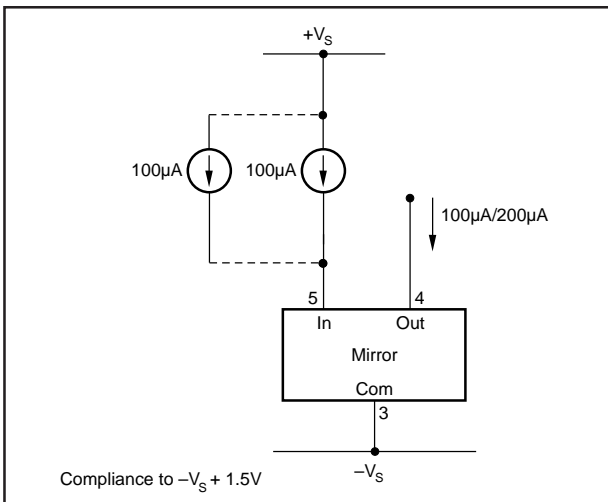 +VS
100µA
100µA
100µA/200µA
5
4
In
Out
Mirror
Com
3
Compliance to –VS + 1.5V
–VS